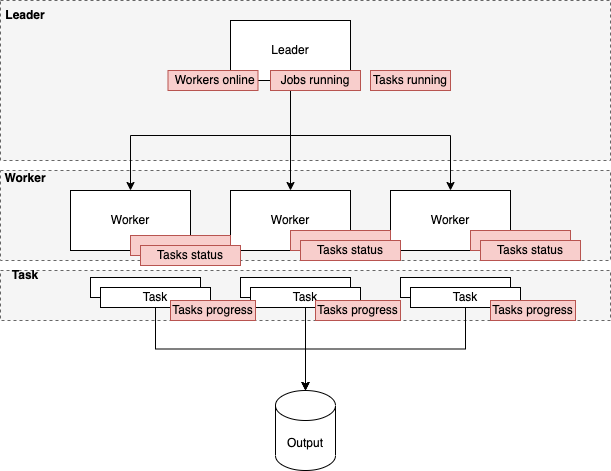 Leader
Leader
Workers online
Jobs running
Tasks running
Worker
Worker
Worker
Worker
Tasks status
Tasks status
Tasks status
Task
Task
Task
Task
Tasks progress
Tasks progress
Tasks progress
Output